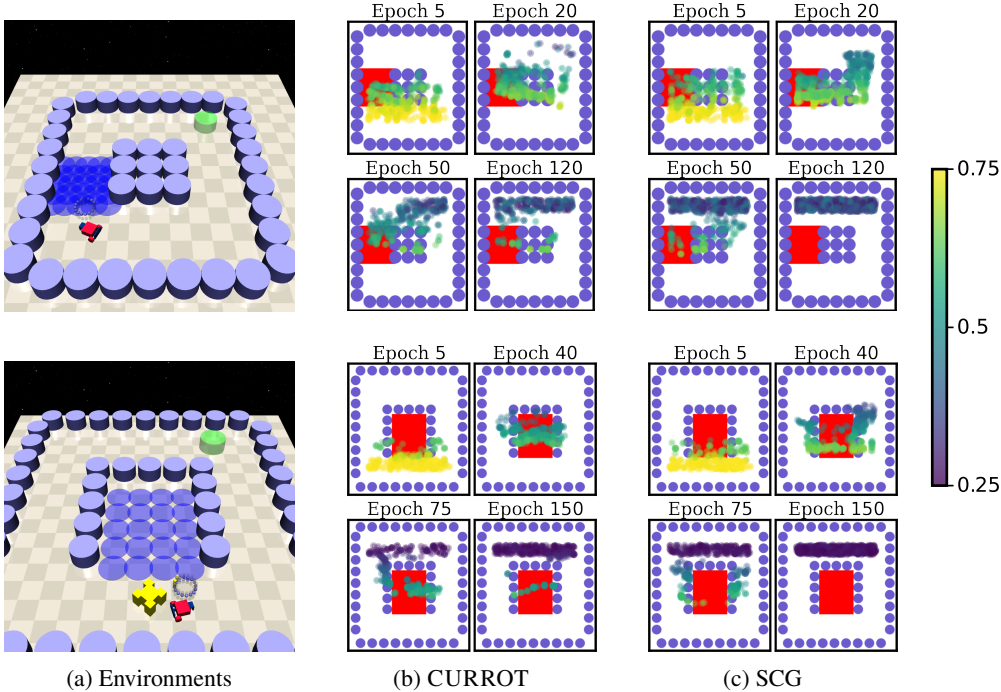 Epoch 5
Epoch 20
Epoch 5
Epoch 20
Epoch 50
Epoch 120
Epoch 50
Epoch 120
0.75
0.5
0.25
Epoch 5
Epoch 40
Epoch 5
Epoch 40
Epoch 75
Epoch 150
Epoch 75
Epoch 150
(a) Environments
(b) CURROT
(c) SCG